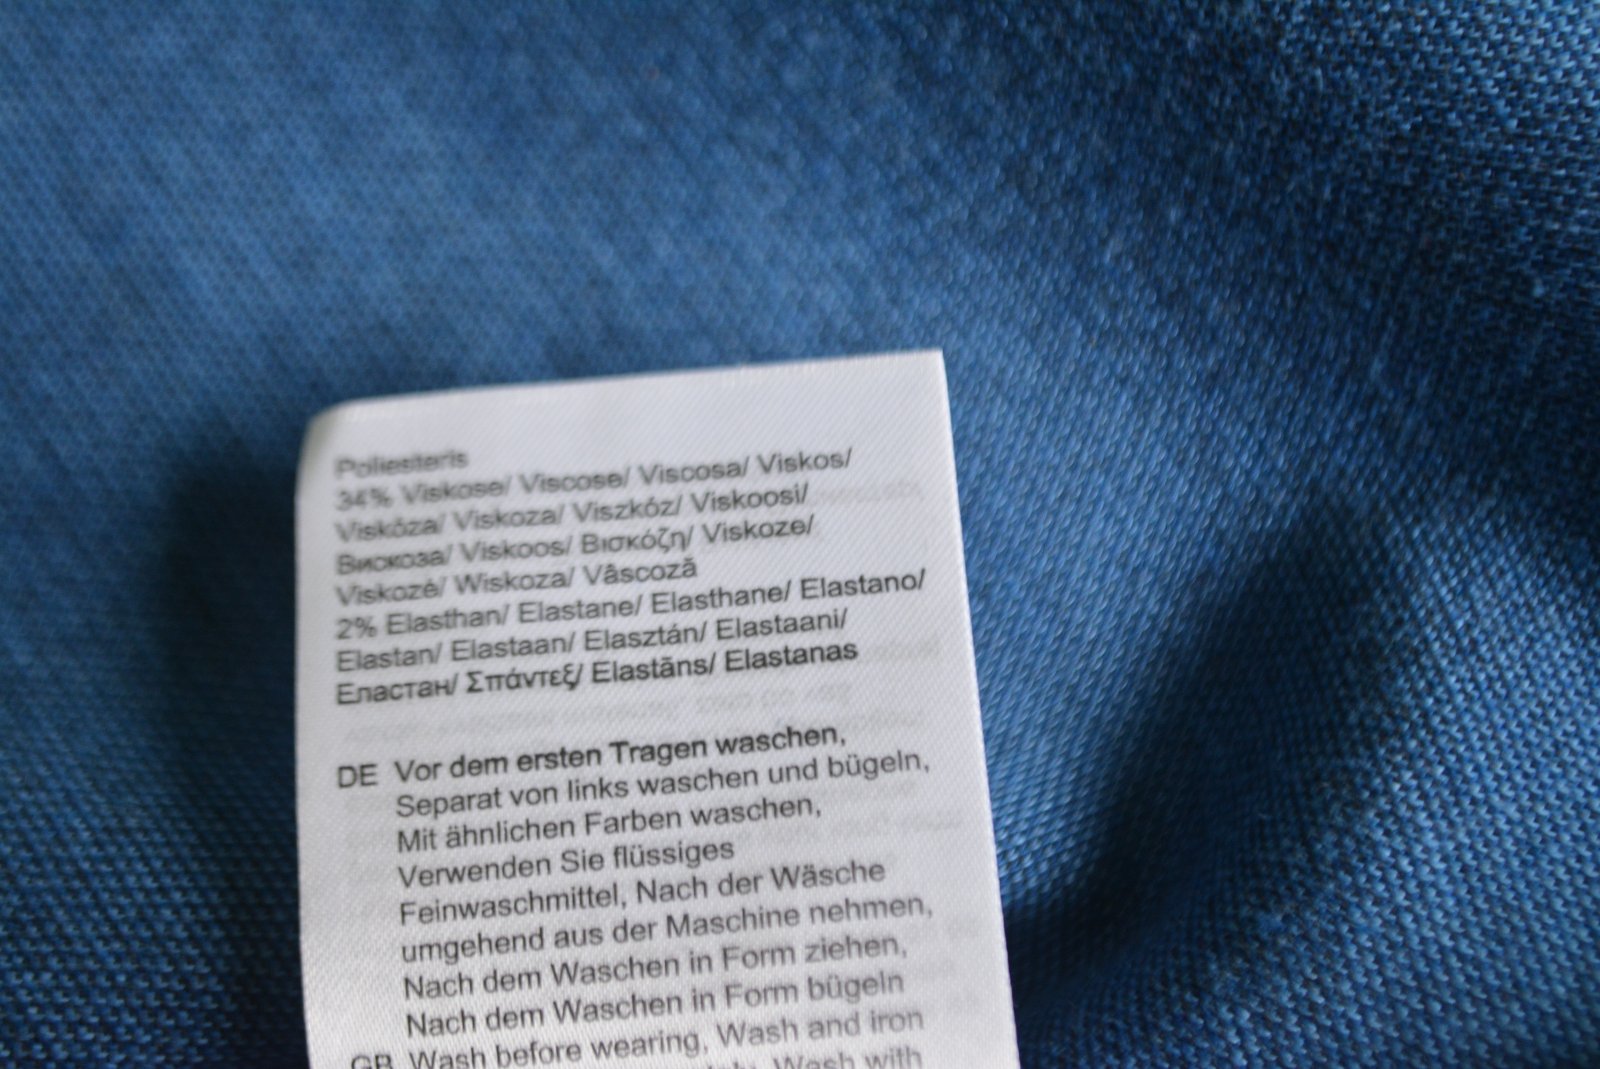 Poliesteris
34% Viskose/ Viscose/ Viscosa/ Viskos/
Viskóza/ Viskoza/ Viszkóz/ Viskoosi/
Вискоза/ Viskoos/ Βισκόζη/ Viskoze/
Viskozė/ Wiskoza/ Vâscoză
2% Elasthan/ Elastane/ Elasthane/ Elastano/
Elastan/ Elastaan/ Elasztán/ Elastaani/
Еластан/ Σπάντεξ/ Elastāns/ Elastanas
DE Vor dem ersten Tragen waschen,
Separat von links waschen und bügeln,
Mit ähnlichen Farben waschen,
Verwenden Sie flüssiges
Feinwaschmittel, Nach der Wäsche
umgehend aus der Maschine nehmen,
Nach dem Waschen in Form ziehen,
Nach dem Waschen in Form bügeln
GB Wash before wearing, Wash and iron
Wash with